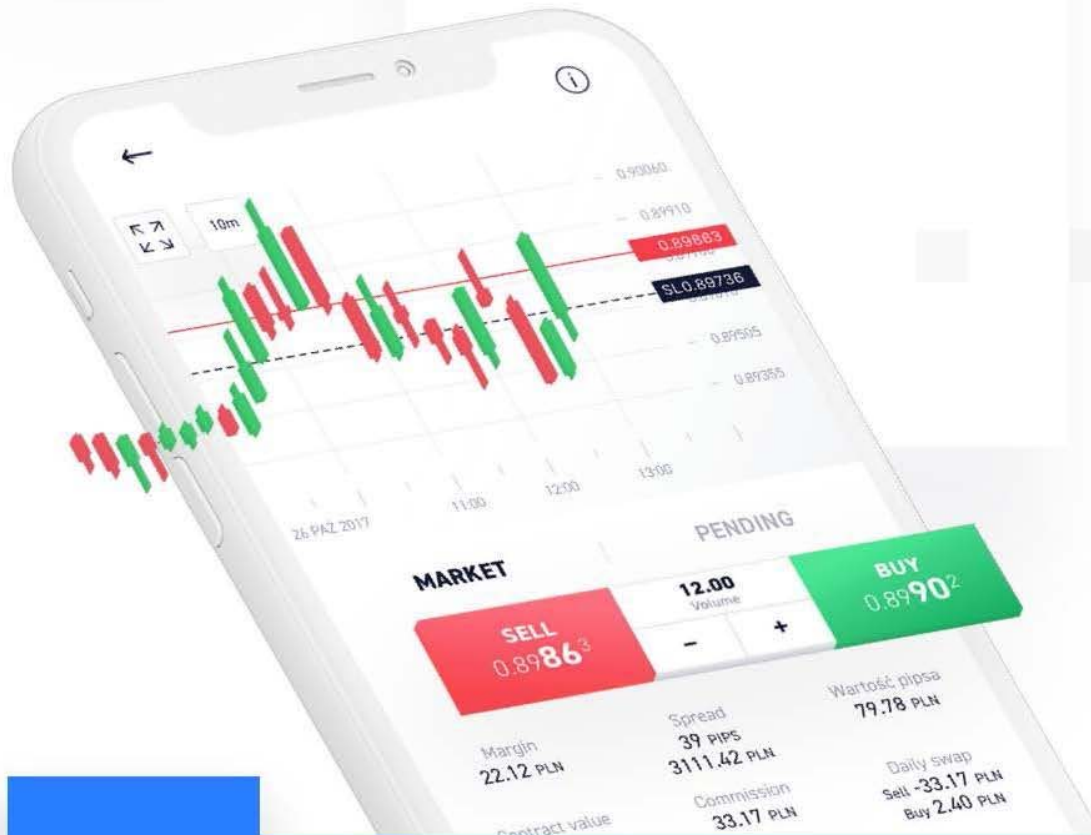 10m
0.90060
0.89910
0.89863
SL0.89736
0.89505
0.89355
26 PAŹ 2017
11:00
12:00
13:00
MARKET
PENDING
SELL
0.89863
12.00
Volume
-
+
BUY
0.89902
Margin
22.12 PLN
Spread
39 PIPS
3111.42 PLN
Wartość pipsa
79.78 PLN
Contract value
Commission
33.17 PLN
Daily swap
Sell -33.17 PLN
Buy 2.40 PLN